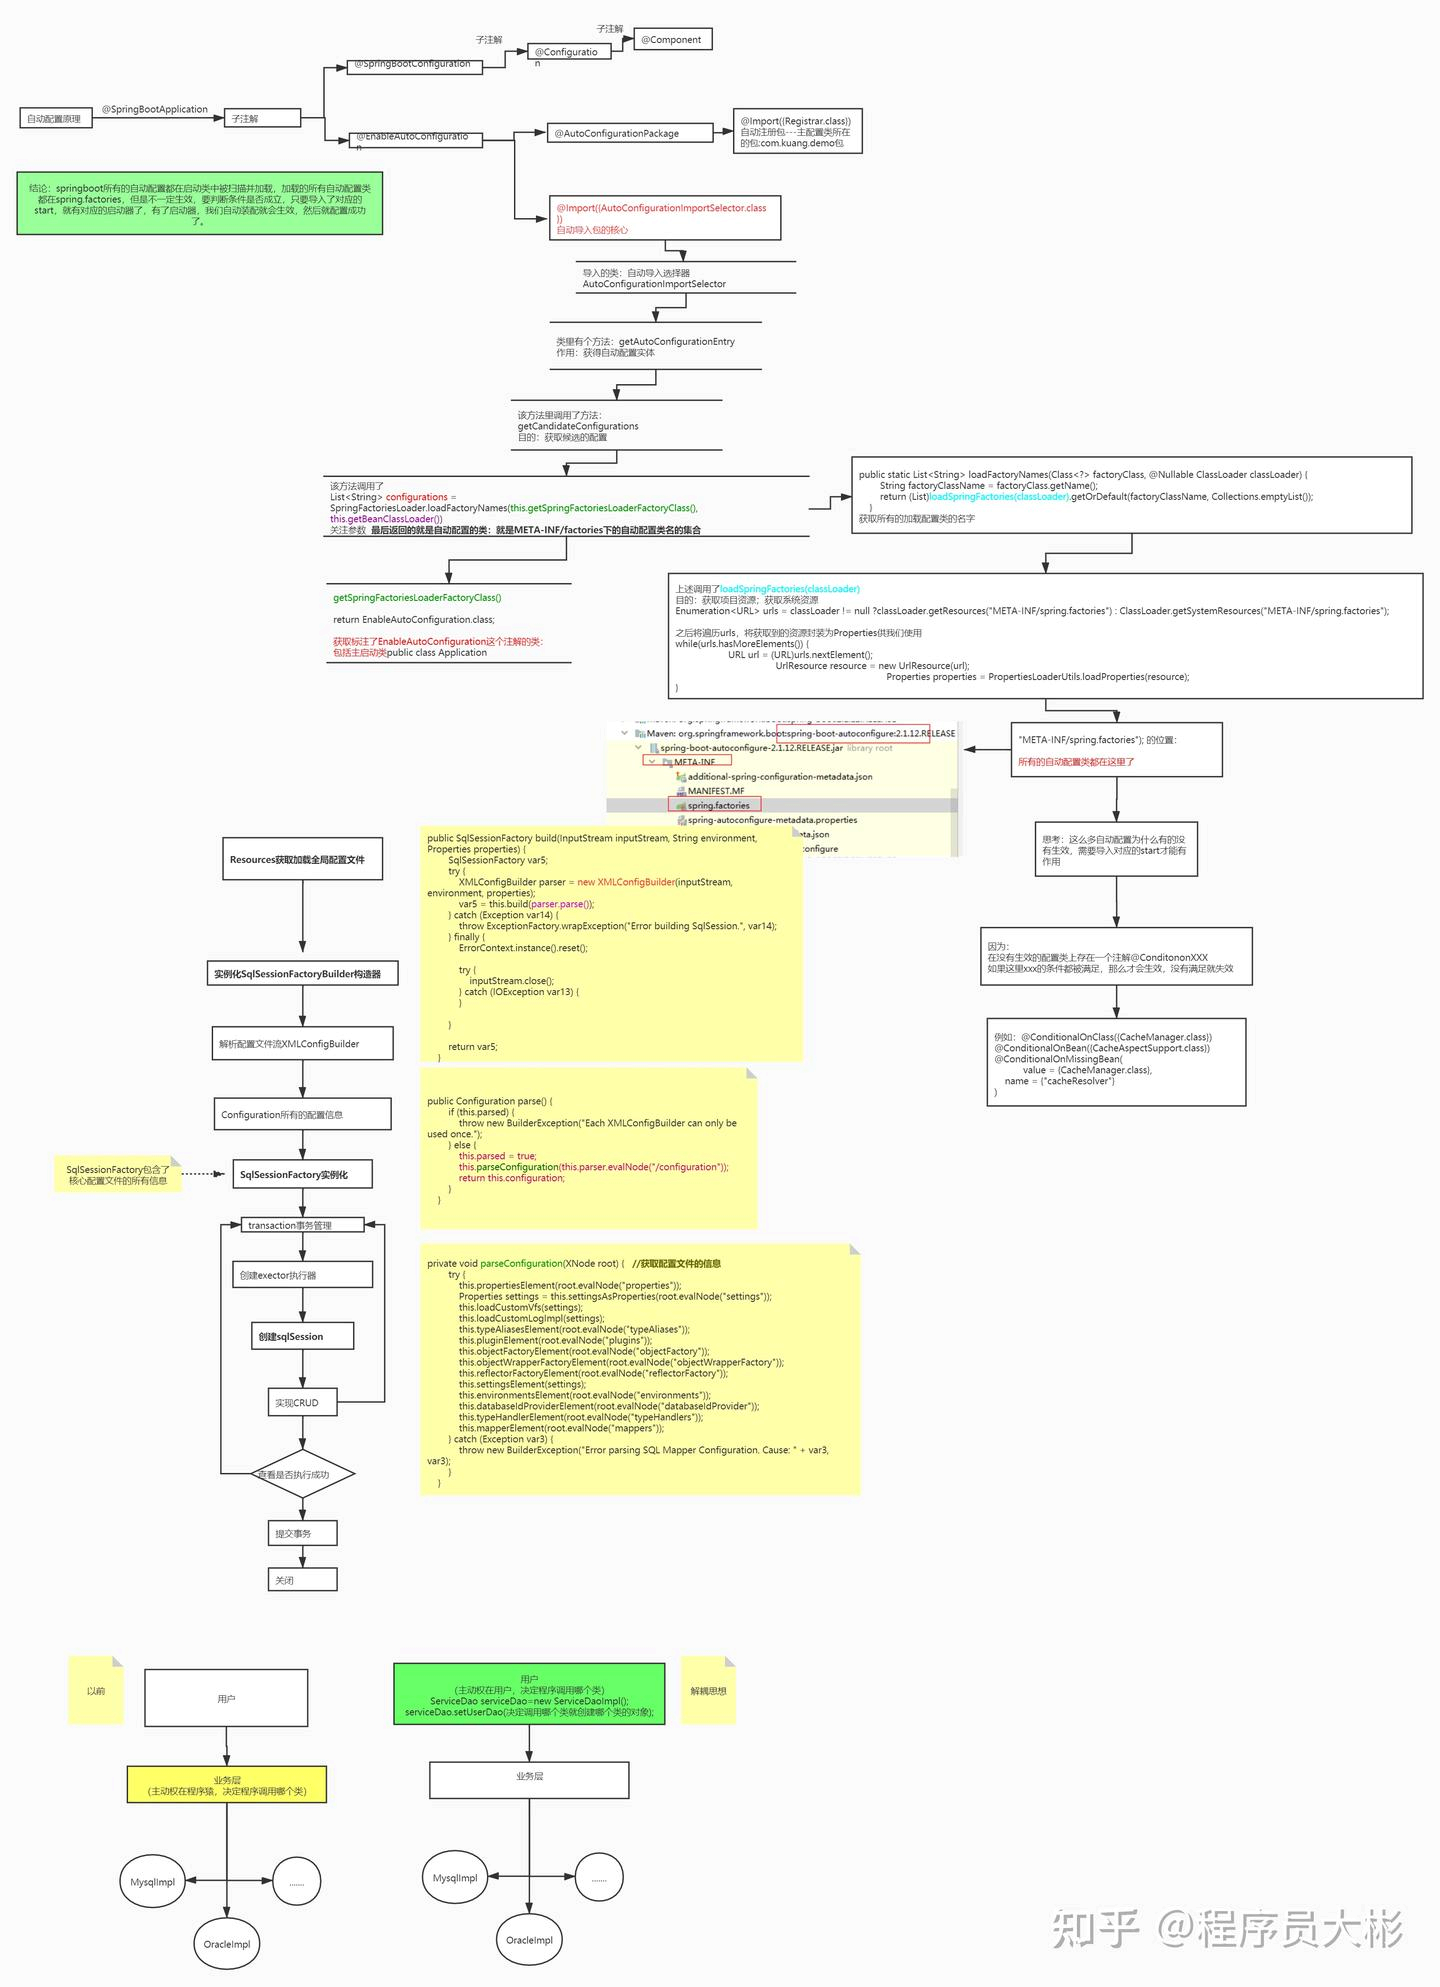 子注解
子注解
@Component
@Configuratio
n
@SpringBootConfiguration
@SpringBootApplication
自动配置原理
子注解
@EnableAutoConfiguratio
n
@AutoConfigurationPackage
@Import({Registrar.class})
自动注册包---主配置类所在
的包:com.kuang.demo包
结论：springboot所有的自动配置都在启动类中被扫描并加载，加载的所有自动配置类
都在spring.factories，但是不一定生效，要判断条件是否成立，只要导入了对应的
start，就有对应的启动器了，有了启动器，我们自动装配就会生效，然后就配置成功
了。
@Import({AutoConfigurationImportSelector.class
})
自动导入包的核心
导入的类：自动导入选择器
AutoConfigurationImportSelector
类里有个方法：getAutoConfigurationEntry
作用：获得自动配置实体
该方法里调用了方法：
getCandidateConfigurations
目的：获取候选的配置
该方法调用了
List<String> configurations =
SpringFactoriesLoader.loadFactoryNames(this.getSpringFactoriesLoaderFactoryClass(),
this.getBeanClassLoader())
关注参数  最后返回的就是自动配置的类：就是META-INF/factories下的自动配置类名的集合
public static List<String> loadFactoryNames(Class<?> factoryClass, @Nullable ClassLoader classLoader) {
String factoryClassName = factoryClass.getName();
return (List)loadSpringFactories(classLoader).getOrDefault(factoryClassName, Collections.emptyList());
}
获取所有的加载配置类的名字
getSpringFactoriesLoaderFactoryClass()
return EnableAutoConfiguration.class;
获取标注了EnableAutoConfiguration这个注解的类：
包括主启动类public class Application
上述调用了loadSpringFactories(classLoader)
目的：获取项目资源；获取系统资源
Enumeration<URL> urls = classLoader != null ?classLoader.getResources("META-INF/spring.factories") : ClassLoader.getSystemResources("META-INF/spring.factories");
之后将遍历urls，将获取到的资源封装为Properties供我们使用
while(urls.hasMoreElements()) {
URL url = (URL)urls.nextElement();
UrlResource resource = new UrlResource(url);
Properties properties = PropertiesLoaderUtils.loadProperties(resource);
}
"META-INF/spring.factories"); 的位置：
所有的自动配置类都在这里了
Maven: org.springframework.boot:spring-boot-autoconfigure:2.1.12.RELEASE
spring-boot-autoconfigure-2.1.12.RELEASE.jar library root
META-INF
additional-spring-configuration-metadata.json
MANIFEST.MF
spring.factories
spring-autoconfigure-metadata.properties
ata.json
configure
思考：这么多自动配置为什么有的没
有生效，需要导入对应的start才能有
作用
因为：
在没有生效的配置类上存在一个注解@ConditononXXX
如果这里xxx的条件都被满足，那么才会生效，没有满足就失效
例如：@ConditionalOnClass({CacheManager.class})
@ConditionalOnBean({CacheAspectSupport.class})
@ConditionalOnMissingBean(
value = {CacheManager.class},
name = {"cacheResolver"}
)
Resources获取加载全局配置文件
实例化SqlSessionFactoryBuilder构造器
解析配置文件流XMLConfigBuilder
Configuration所有的配置信息
SqlSessionFactory包含了
核心配置文件的所有信息
SqlSessionFactory实例化
transaction事务管理
创建exector执行器
创建sqlSession
实现CRUD
查看是否执行成功
提交事务
关闭
public SqlSessionFactory build(InputStream inputStream, String environment,
Properties properties) {
SqlSessionFactory var5;
try {
XMLConfigBuilder parser = new XMLConfigBuilder(inputStream,
environment, properties);
var5 = this.build(parser.parse());
} catch (Exception var14) {
throw ExceptionFactory.wrapException("Error building SqlSession.", var14);
} finally {
ErrorContext.instance().reset();
try {
inputStream.close();
} catch (IOException var13) {
}
}
return var5;
}
public Configuration parse() {
if (this.parsed) {
throw new BuilderException("Each XMLConfigBuilder can only be
used once.");
} else {
this.parsed = true;
this.parseConfiguration(this.parser.evalNode("/configuration"));
return this.configuration;
}
}
private void parseConfiguration(XNode root) {   //获取配置文件的信息
try {
this.propertiesElement(root.evalNode("properties"));
Properties settings = this.settingsAsProperties(root.evalNode("settings"));
this.loadCustomVfs(settings);
this.loadCustomLogImpl(settings);
this.typeAliasesElement(root.evalNode("typeAliases"));
this.pluginElement(root.evalNode("plugins"));
this.objectFactoryElement(root.evalNode("objectFactory"));
this.objectWrapperFactoryElement(root.evalNode("objectWrapperFactory"));
this.reflectorFactoryElement(root.evalNode("reflectorFactory"));
this.settingsElement(settings);
this.environmentsElement(root.evalNode("environments"));
this.databaseIdProviderElement(root.evalNode("databaseIdProvider"));
this.typeHandlerElement(root.evalNode("typeHandlers"));
this.mapperElement(root.evalNode("mappers"));
} catch (Exception var3) {
throw new BuilderException("Error parsing SQL Mapper Configuration. Cause: " + var3,
var3);
}
}
以前
用户
业务层
(主动权在程序猿，决定程序调用哪个类)
MysqlImpl
.......
OracleImpl
用户
(主动权在用户，决定程序调用哪个类)
ServiceDao serviceDao=new ServiceDaoImpl();
serviceDao.setUserDao(决定调用哪个类就创建哪个类的对象);
解耦思想
业务层
MysqlImpl
.......
OracleImpl
知乎 @程序员大彬